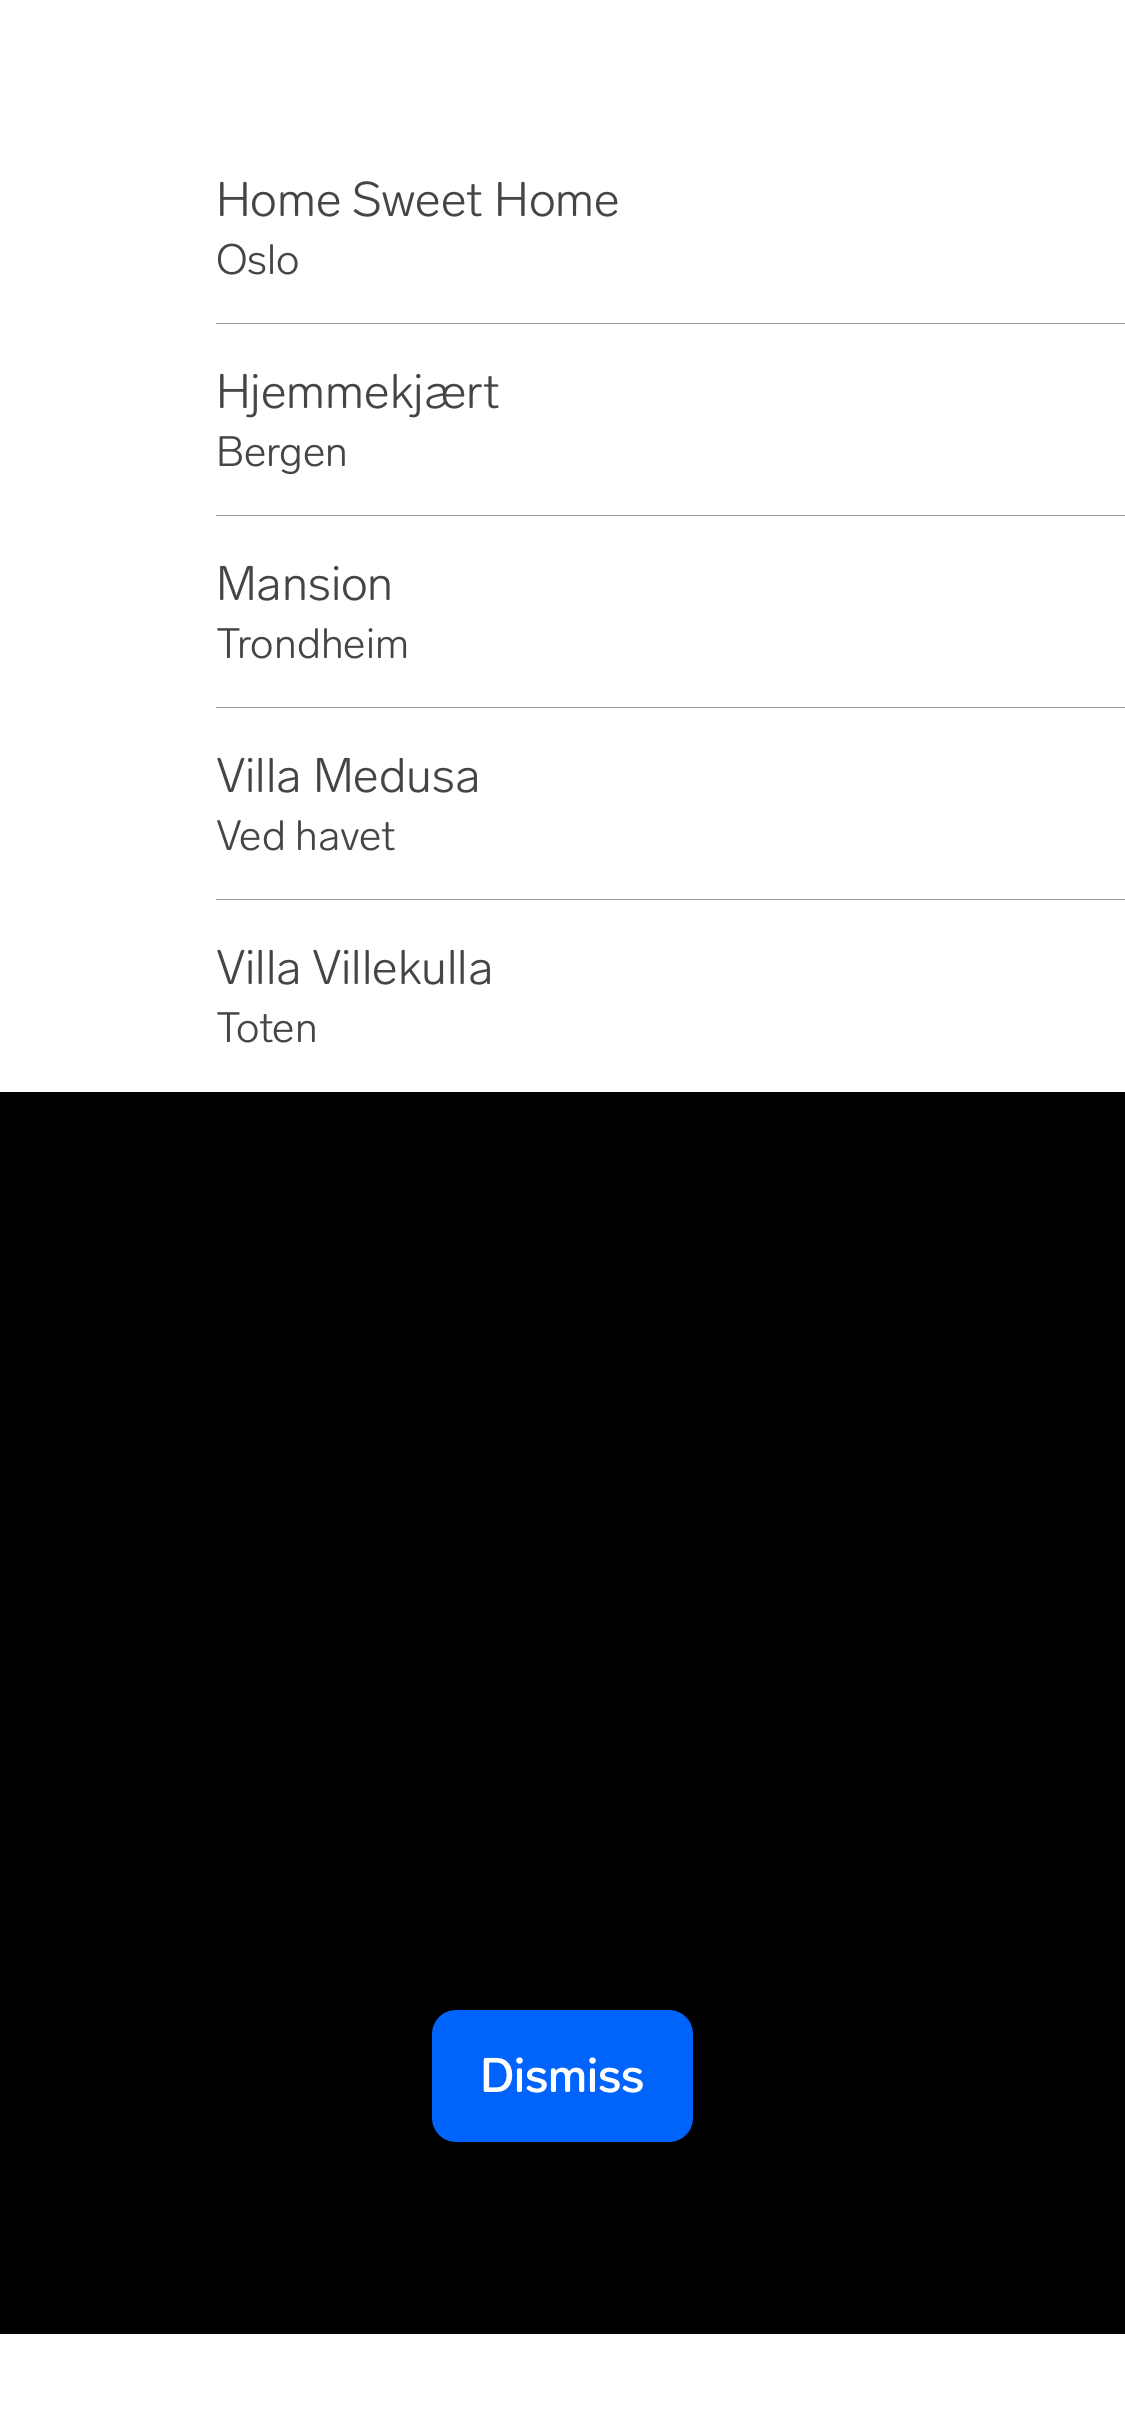 Home Sweet Home
Oslo
Hjemmekjært
Bergen
Mansion
Trondheim
Villa Medusa
Ved havet
Villa Villekulla
Toten
Dismiss